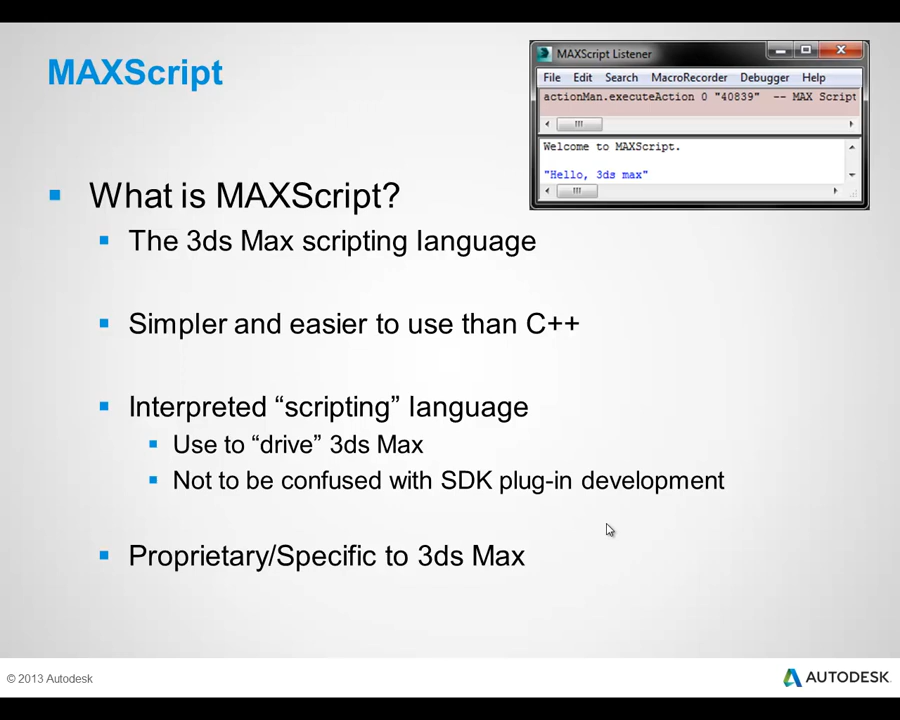 MAXScript
MAXScript Listener
File Edit Search MacroRecorder Debugger Help
actionMan.executeAction 0 "40839" -- MAX Script
Welcome to MAXScript.
"Hello, 3ds max"
What is MAXScript?
The 3ds Max scripting language
Simpler and easier to use than C++
Interpreted “scripting” language
Use to “drive” 3ds Max
Not to be confused with SDK plug-in development
Proprietary/Specific to 3ds Max
© 2013 Autodesk
AUTODESK.